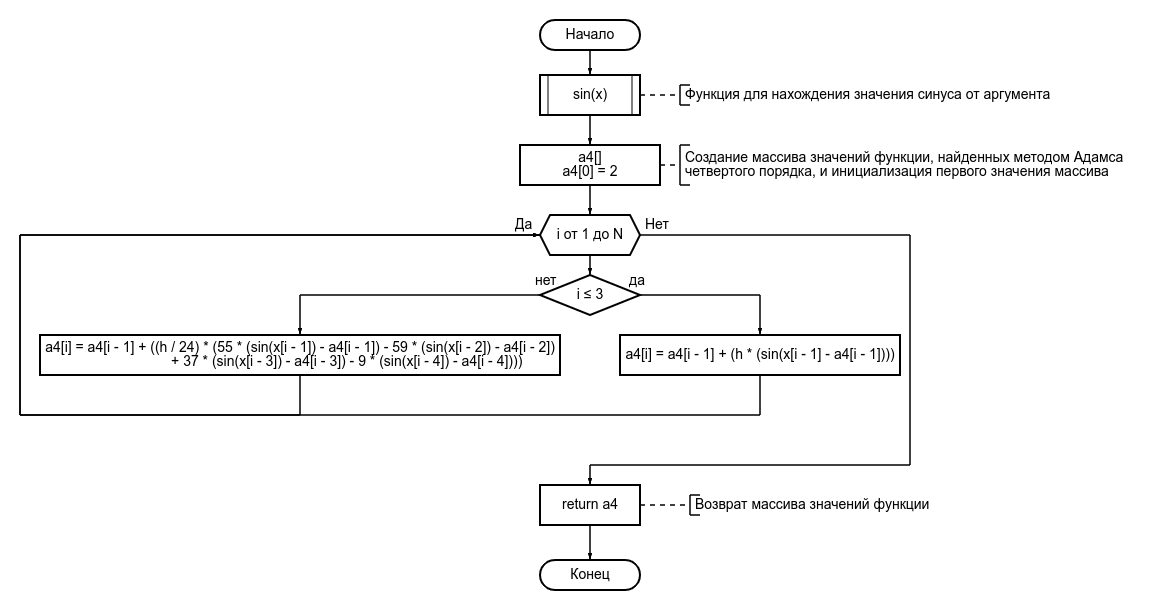 Начало
sin(x)
Функция для нахождения значения синуса от аргумента
a4[]
a4[0] = 2
Создание массива значений функции, найденных методом Адамса
четвертого порядка, и инициализация первого значения массива
Да
i от 1 до N
Нет
нет
i ≤ 3
да
a4[i] = a4[i - 1] + ((h / 24) * (55 * (sin(x[i - 1]) - a4[i - 1]) - 59 * (sin(x[i - 2]) - a4[i - 2])
+ 37 * (sin(x[i - 3]) - a4[i - 3]) - 9 * (sin(x[i - 4]) - a4[i - 4])))
a4[i] = a4[i - 1] + (h * (sin(x[i - 1] - a4[i - 1])))
return a4
Возврат массива значений функции
Конец